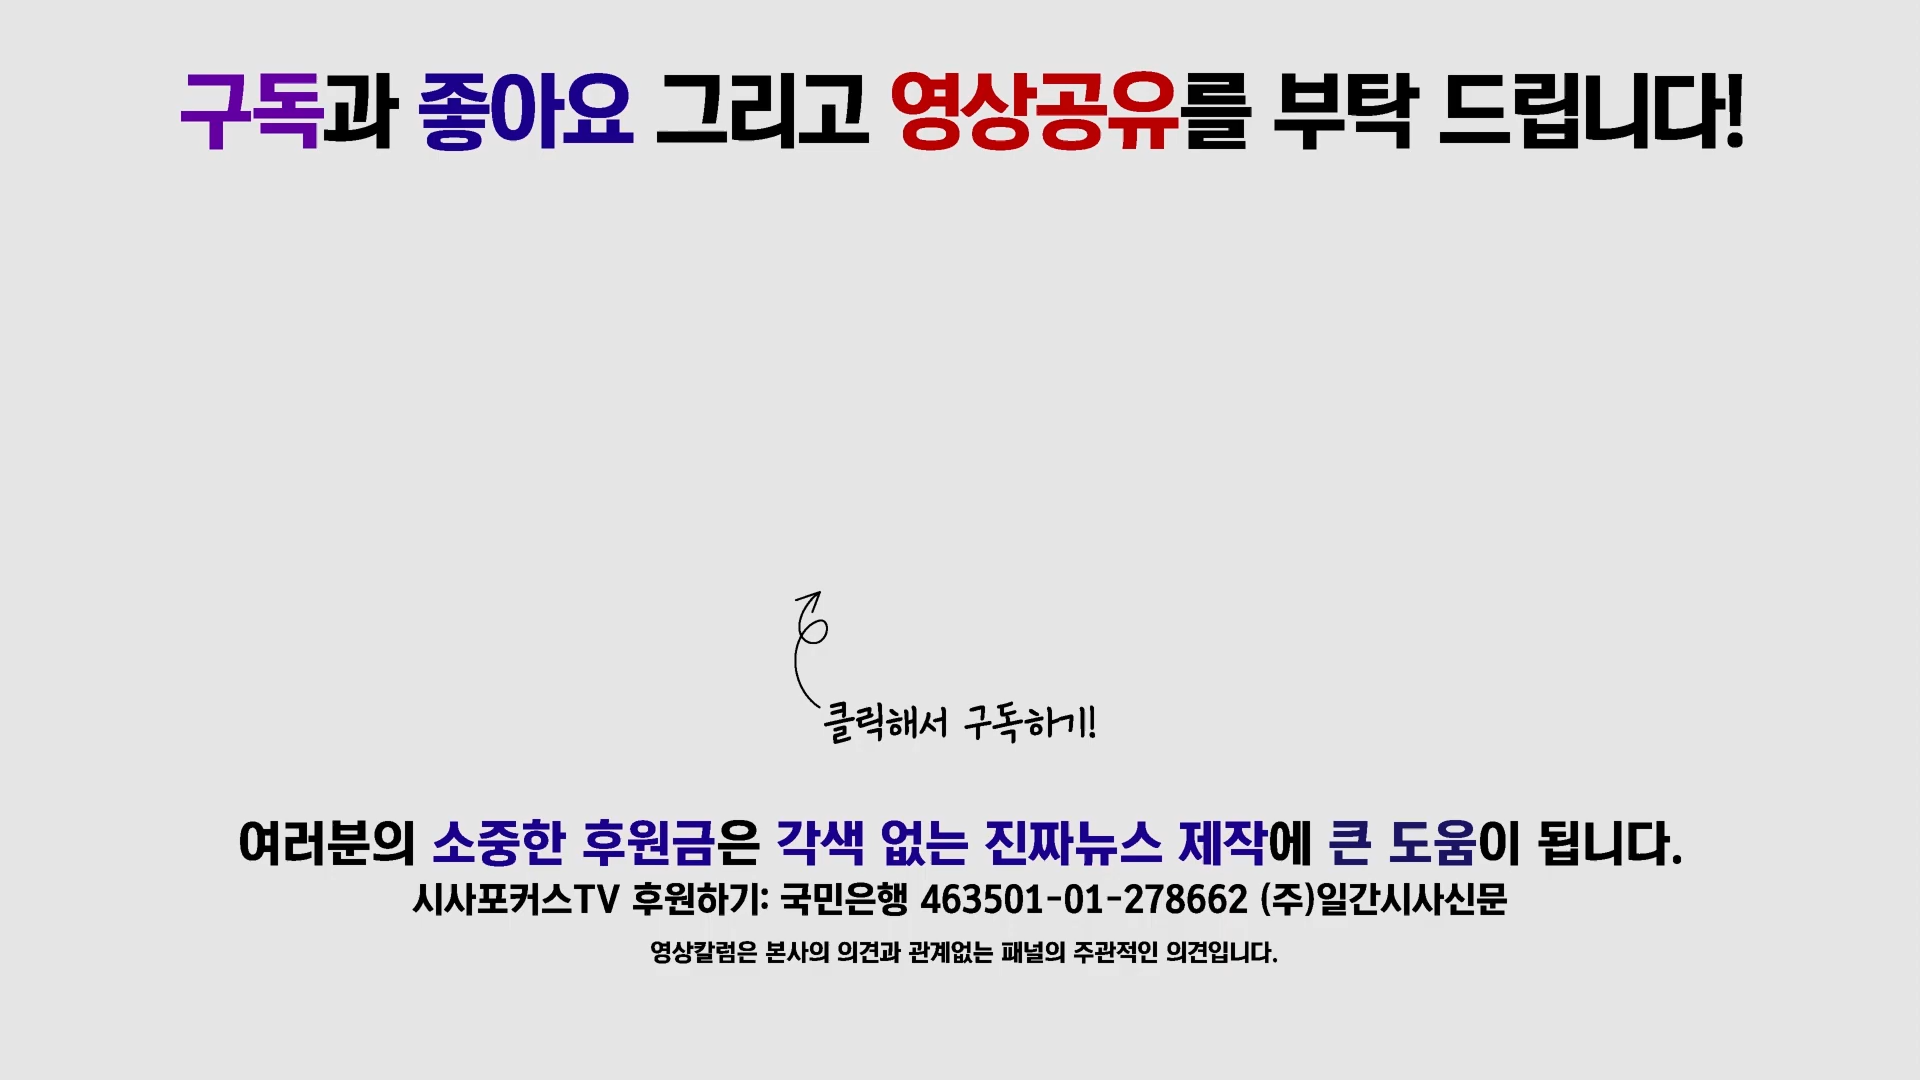 구독과 좋아요 그리고 영상공유를 부탁 드립니다!
클릭해서 구독하기!
여러분의 소중한 후원금은 각색 없는 진짜뉴스 제작에 큰 도움이 됩니다.
시사포커스TV 후원하기: 국민은행 463501-01-278662 (주)일간시사신문
영상칼럼은 본사의 의견과 관계없는 패널의 주관적인 의견입니다.